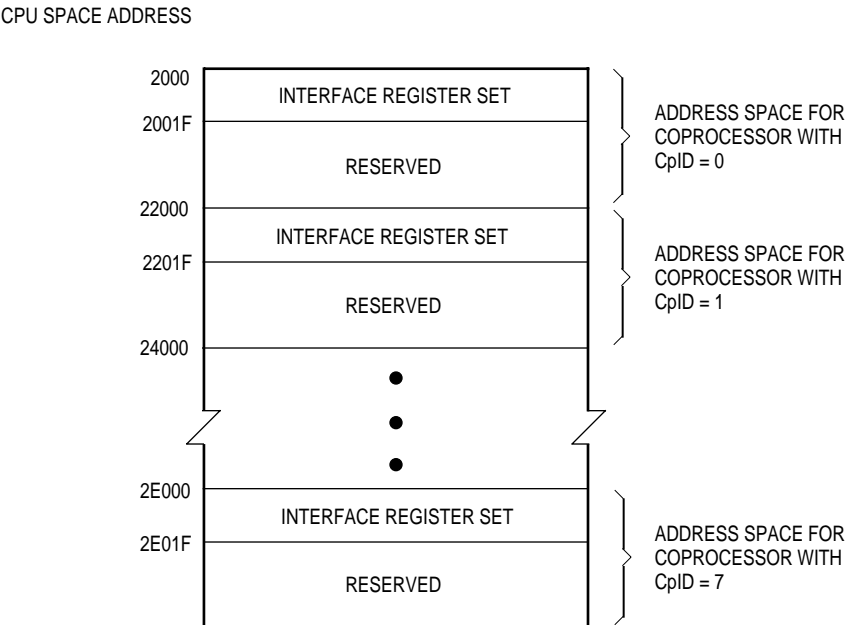 CPU SPACE ADDRESS
2000
INTERFACE REGISTER SET
2001F
RESERVED
ADDRESS SPACE FOR
COPROCESSOR WITH
CpID = 0
22000
INTERFACE REGISTER SET
2201F
RESERVED
ADDRESS SPACE FOR
COPROCESSOR WITH
CpID = 1
24000
2E000
INTERFACE REGISTER SET
2E01F
RESERVED
ADDRESS SPACE FOR
COPROCESSOR WITH
CpID = 7